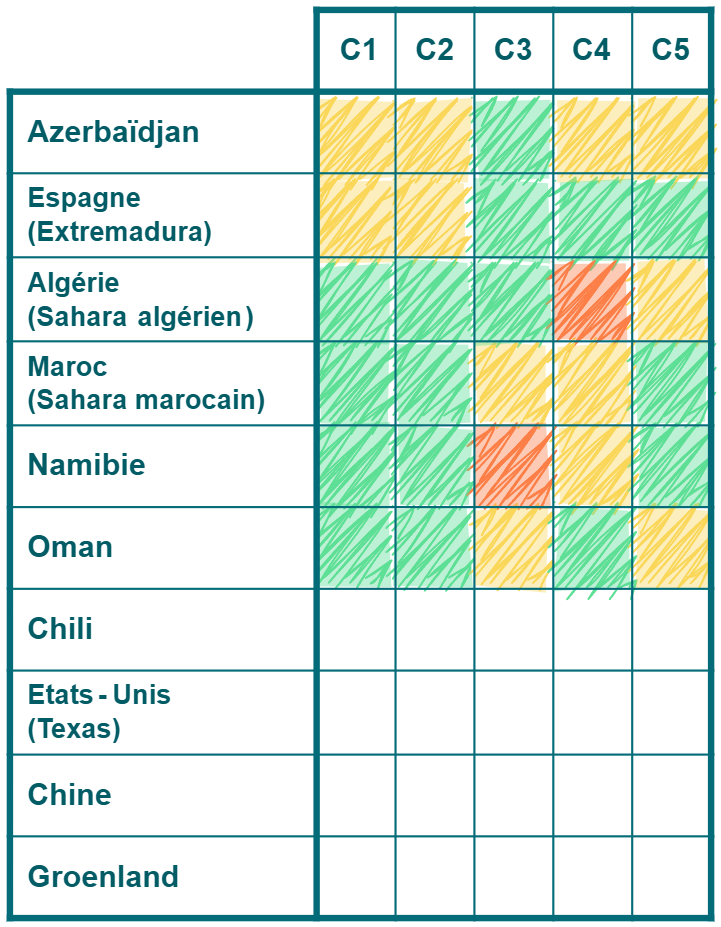 C1 C2 C3 C4 C5
Azerbaïdjan
Espagne
(Extremadura)
Algérie
(Sahara algérien)
Maroc
(Sahara marocain)
Namibie
Oman
Chili
Etats-Unis
(Texas)
Chine
Groenland